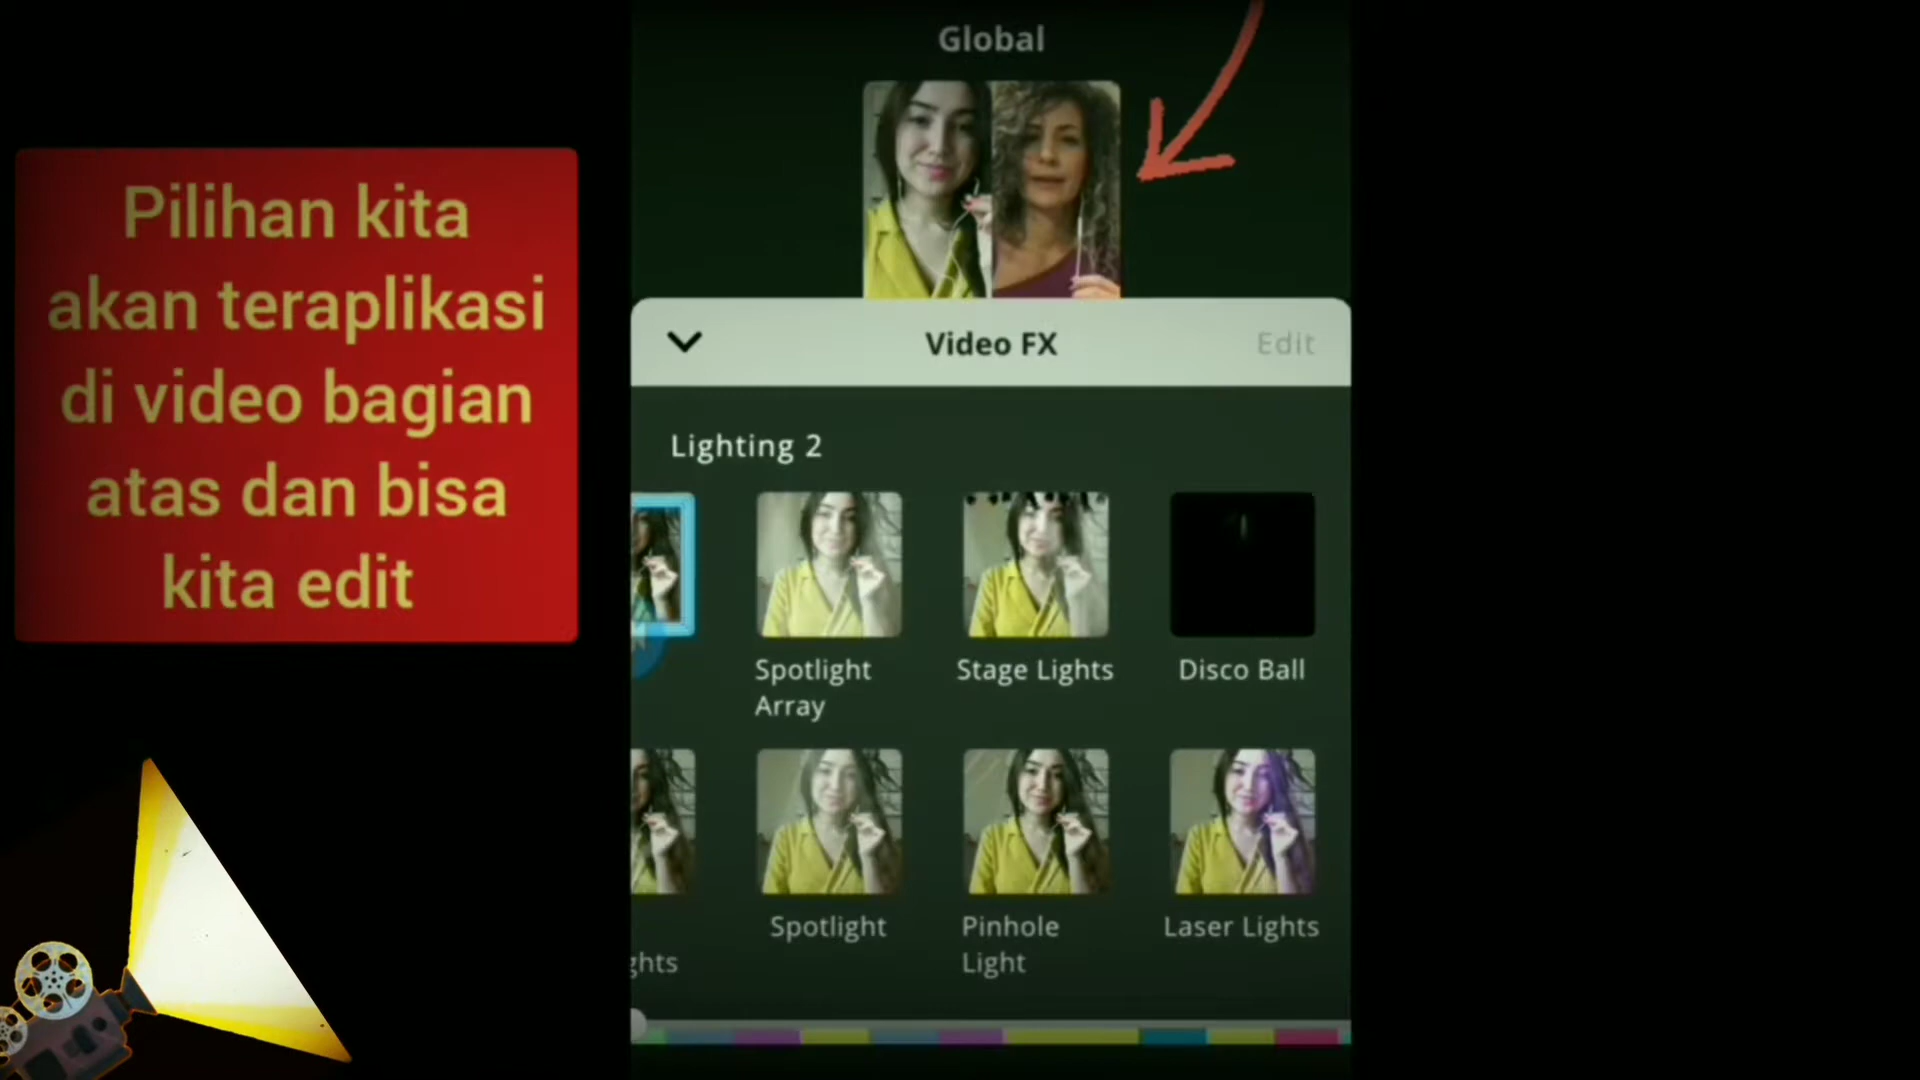 Global
Pilihan kita
akan teraplikasi
di video bagian
atas dan bisa
kita edit
Video FX
Edit
Lighting 2
Spotlight
Array
Stage Lights
Disco Ball
Spotlight
Pinhole
Light
Laser Lights